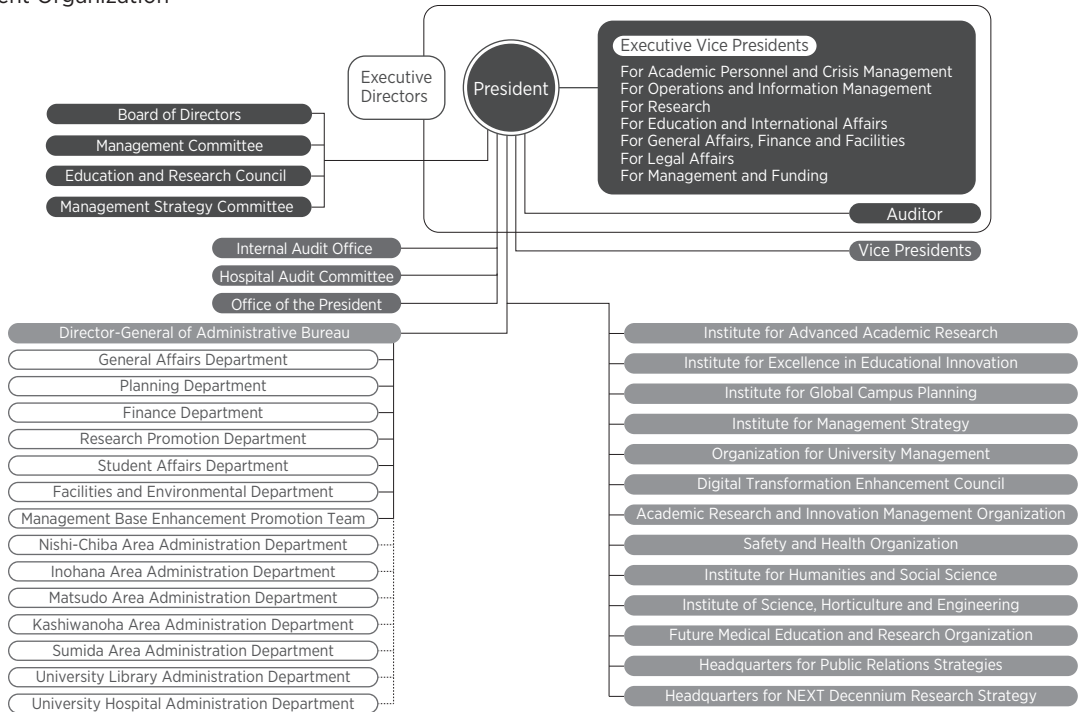 ent Organization
Executive
Directors
President
Executive Vice Presidents
For Academic Personnel and Crisis Management
For Operations and Information Management
For Research
For Education and International Affairs
For General Affairs, Finance and Facilities
For Legal Affairs
For Management and Funding
Auditor
Vice Presidents
Board of Directors
Management Committee
Education and Research Council
Management Strategy Committee
Internal Audit Office
Hospital Audit Committee
Office of the President
Director-General of Administrative Bureau
General Affairs Department
Planning Department
Finance Department
Research Promotion Department
Student Affairs Department
Facilities and Environmental Department
Management Base Enhancement Promotion Team
Nishi-Chiba Area Administration Department
Inohana Area Administration Department
Matsudo Area Administration Department
Kashiwanoha Area Administration Department
Sumida Area Administration Department
University Library Administration Department
University Hospital Administration Department
Institute for Advanced Academic Research
Institute for Excellence in Educational Innovation
Institute for Global Campus Planning
Institute for Management Strategy
Organization for University Management
Digital Transformation Enhancement Council
Academic Research and Innovation Management Organization
Safety and Health Organization
Institute for Humanities and Social Science
Institute of Science, Horticulture and Engineering
Future Medical Education and Research Organization
Headquarters for Public Relations Strategies
Headquarters for NEXT Decennium Research Strategy